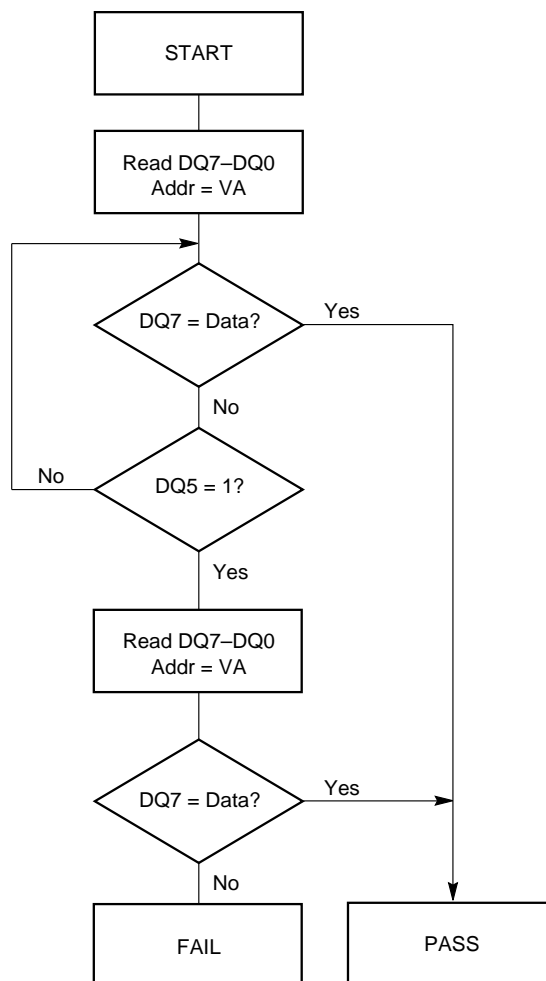 START
Read DQ7–DQ0
Addr = VA
DQ7 = Data?
Yes
No
No
DQ5 = 1?
Yes
Read DQ7–DQ0
Addr = VA
DQ7 = Data?
Yes
No
FAIL
PASS